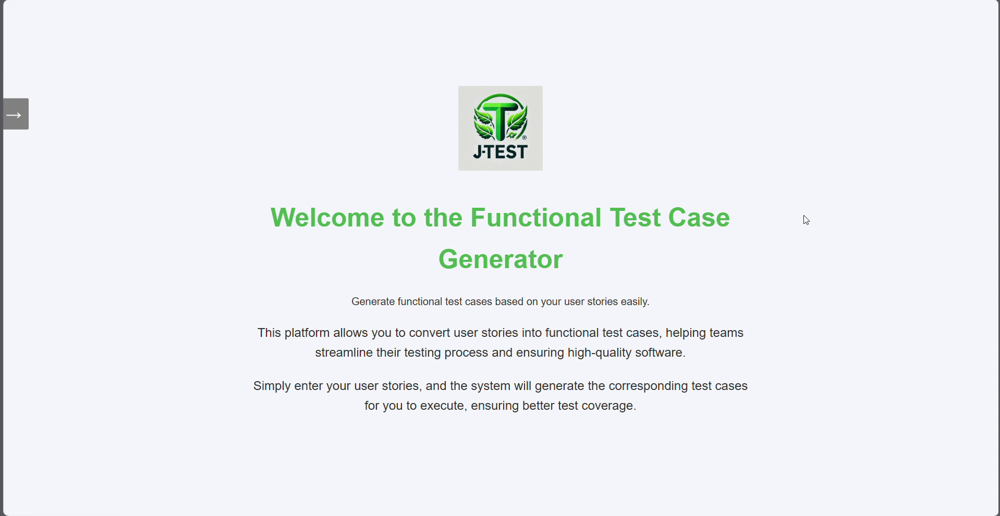 →
T
®
J-TEST
Welcome to the Functional Test Case
Generator
Generate functional test cases based on your user stories easily.
This platform allows you to convert user stories into functional test cases, helping teams
streamline their testing process and ensuring high-quality software.
Simply enter your user stories, and the system will generate the corresponding test cases
for you to execute, ensuring better test coverage.